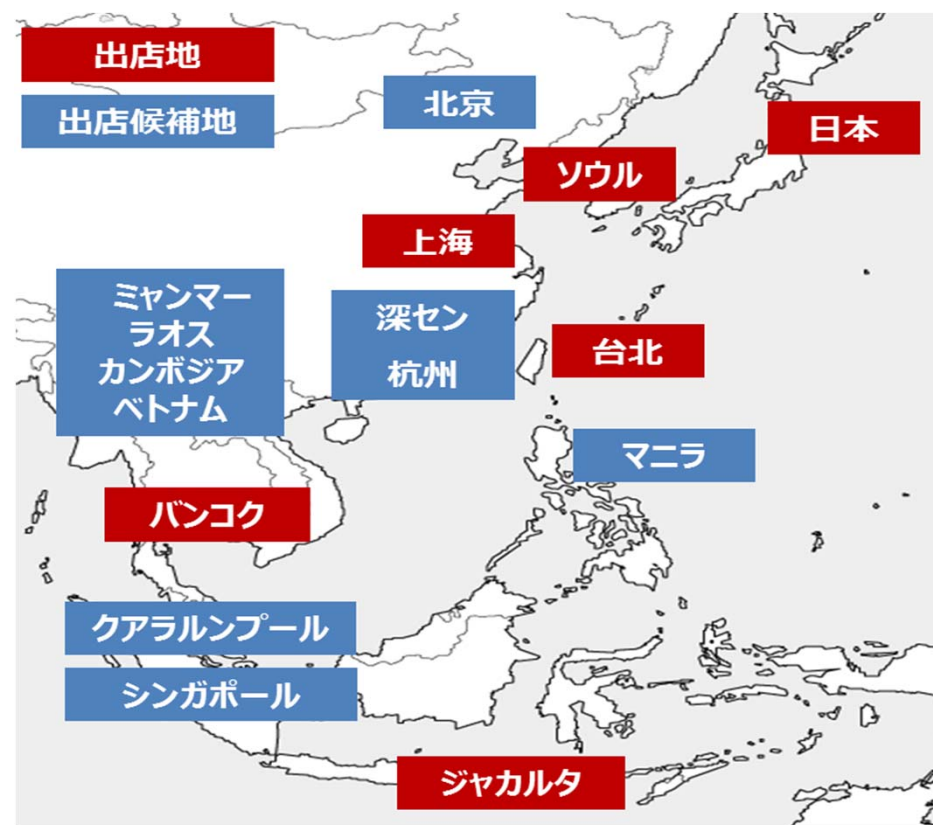 出店地
出店候補地
北京
日本
ソウル
上海
ミャンマー
ラオス
カンボジア
ベトナム
深セン
杭州
台北
マニラ
バンコク
クアラルンプール
シンガポール
ジャカルタ